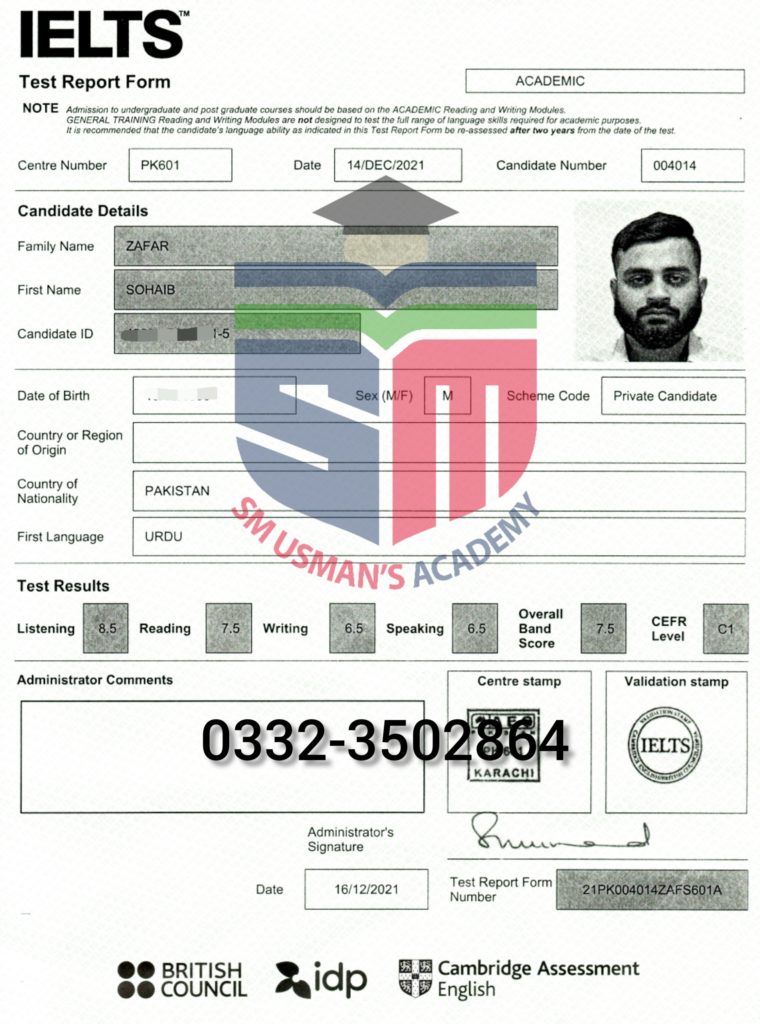 IELTS™
Test Report Form
ACADEMIC
NOTE Admission to undergraduate and post graduate courses should be based on the ACADEMIC Reading and Writing Modules.
GENERAL TRAINING Reading and Writing Modules are not designed to test the full range of language skills required for academic purposes.
It is recommended that the candidate's language ability as indicated in this Test Report Form be re-assessed after two years from the date of the test.
Centre Number PK601 Date 14/DEC/2021 Candidate Number 004014
Candidate Details
Family Name ZAFAR
First Name SOHAIB
Candidate ID -5
Date of Birth Sex (M/F) M Scheme Code Private Candidate
Country or Region
of Origin
Country of
Nationality PAKISTAN
First Language URDU
SM
SM USMAN'S ACADEMY
Test Results
Listening 8.5 Reading 7.5 Writing 6.5 Speaking 6.5 Overall Band Score 7.5 CEFR Level C1
Administrator Comments
Centre stamp
Validation stamp
0332-3502864
KARACHI
IELTS
Administrator's
Signature
Date 16/12/2021
Test Report Form
Number 21PK004014ZAFS601A
BRITISH
COUNCIL
idp
Cambridge Assessment
English